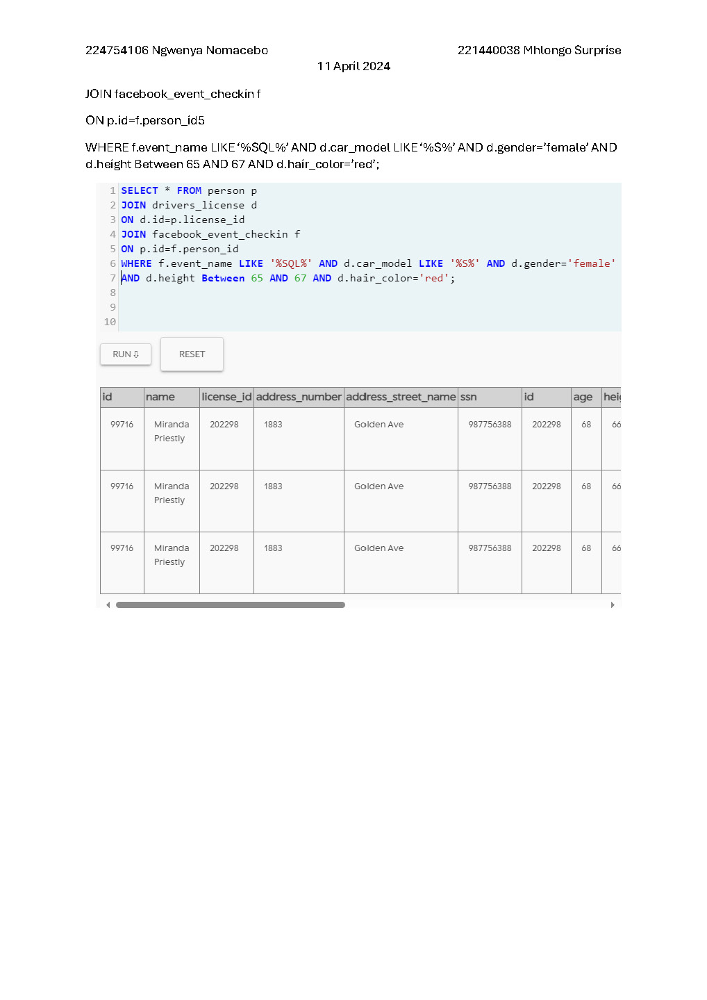 224754106 Ngwenya Nomacebo 221440038 Mhlongo Surprise
11 April 2024
JOIN facebook_event_checkin f
ON p.id=f.person_id5
WHERE f.event_name LIKE ‘%SQL%’ AND d.car_model LIKE ‘%S%’ AND d.gender=’female’ AND
d.height Between 65 AND 67 AND d.hair_color=’red’;
1 SELECT * FROM person p
2 JOIN drivers_license d
3 ON d.id=p.license_id
4 JOIN facebook_event_checkin f
5 ON p.id=f.person_id
6 WHERE f.event_name LIKE '%SQL%' AND d.car_model LIKE '%S%' AND d.gender='female'
7 AND d.height Between 65 AND 67 AND d.hair_color='red';
8
9
10
RUN ⇩ RESET
id name license_id address_number address_street_name ssn id age hei
99716 Miranda 202298 1883 Golden Ave 987756388 202298 68 66
Priestly
99716 Miranda 202298 1883 Golden Ave 987756388 202298 68 66
Priestly
99716 Miranda 202298 1883 Golden Ave 987756388 202298 68 66
Priestly